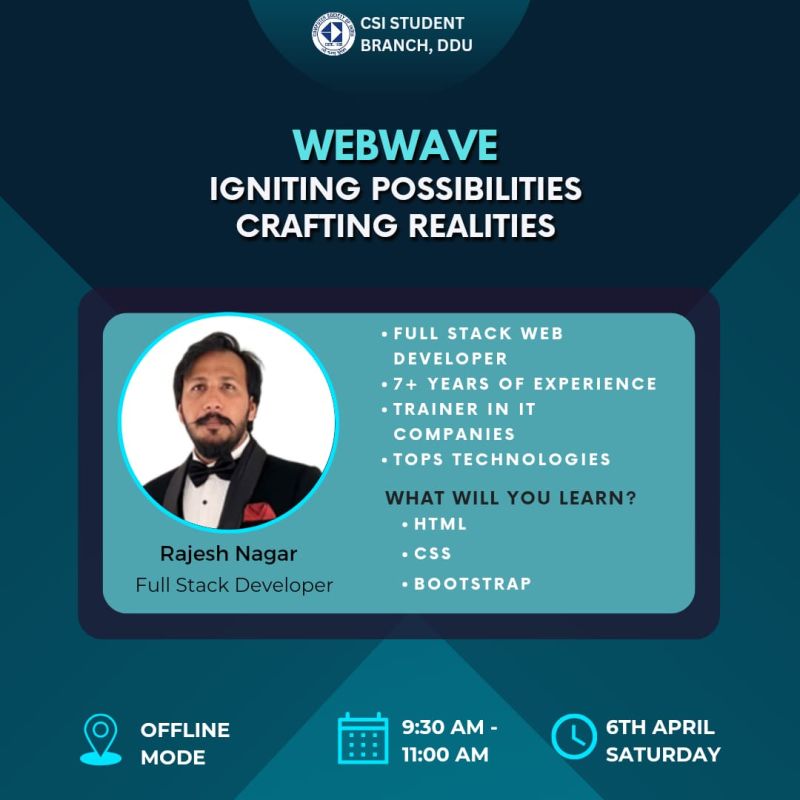 CSI STUDENT
BRANCH, DDU
WEBWAVE
IGNITING POSSIBILITIES
CRAFTING REALITIES
• FULL STACK WEB
DEVELOPER
• 7+ YEARS OF EXPERIENCE
• TRAINER IN IT
COMPANIES
• TOPS TECHNOLOGIES
WHAT WILL YOU LEARN?
• HTML
• CSS
• BOOTSTRAP
Rajesh Nagar
Full Stack Developer
OFFLINE
MODE
9:30 AM -
11:00 AM
6TH APRIL
SATURDAY